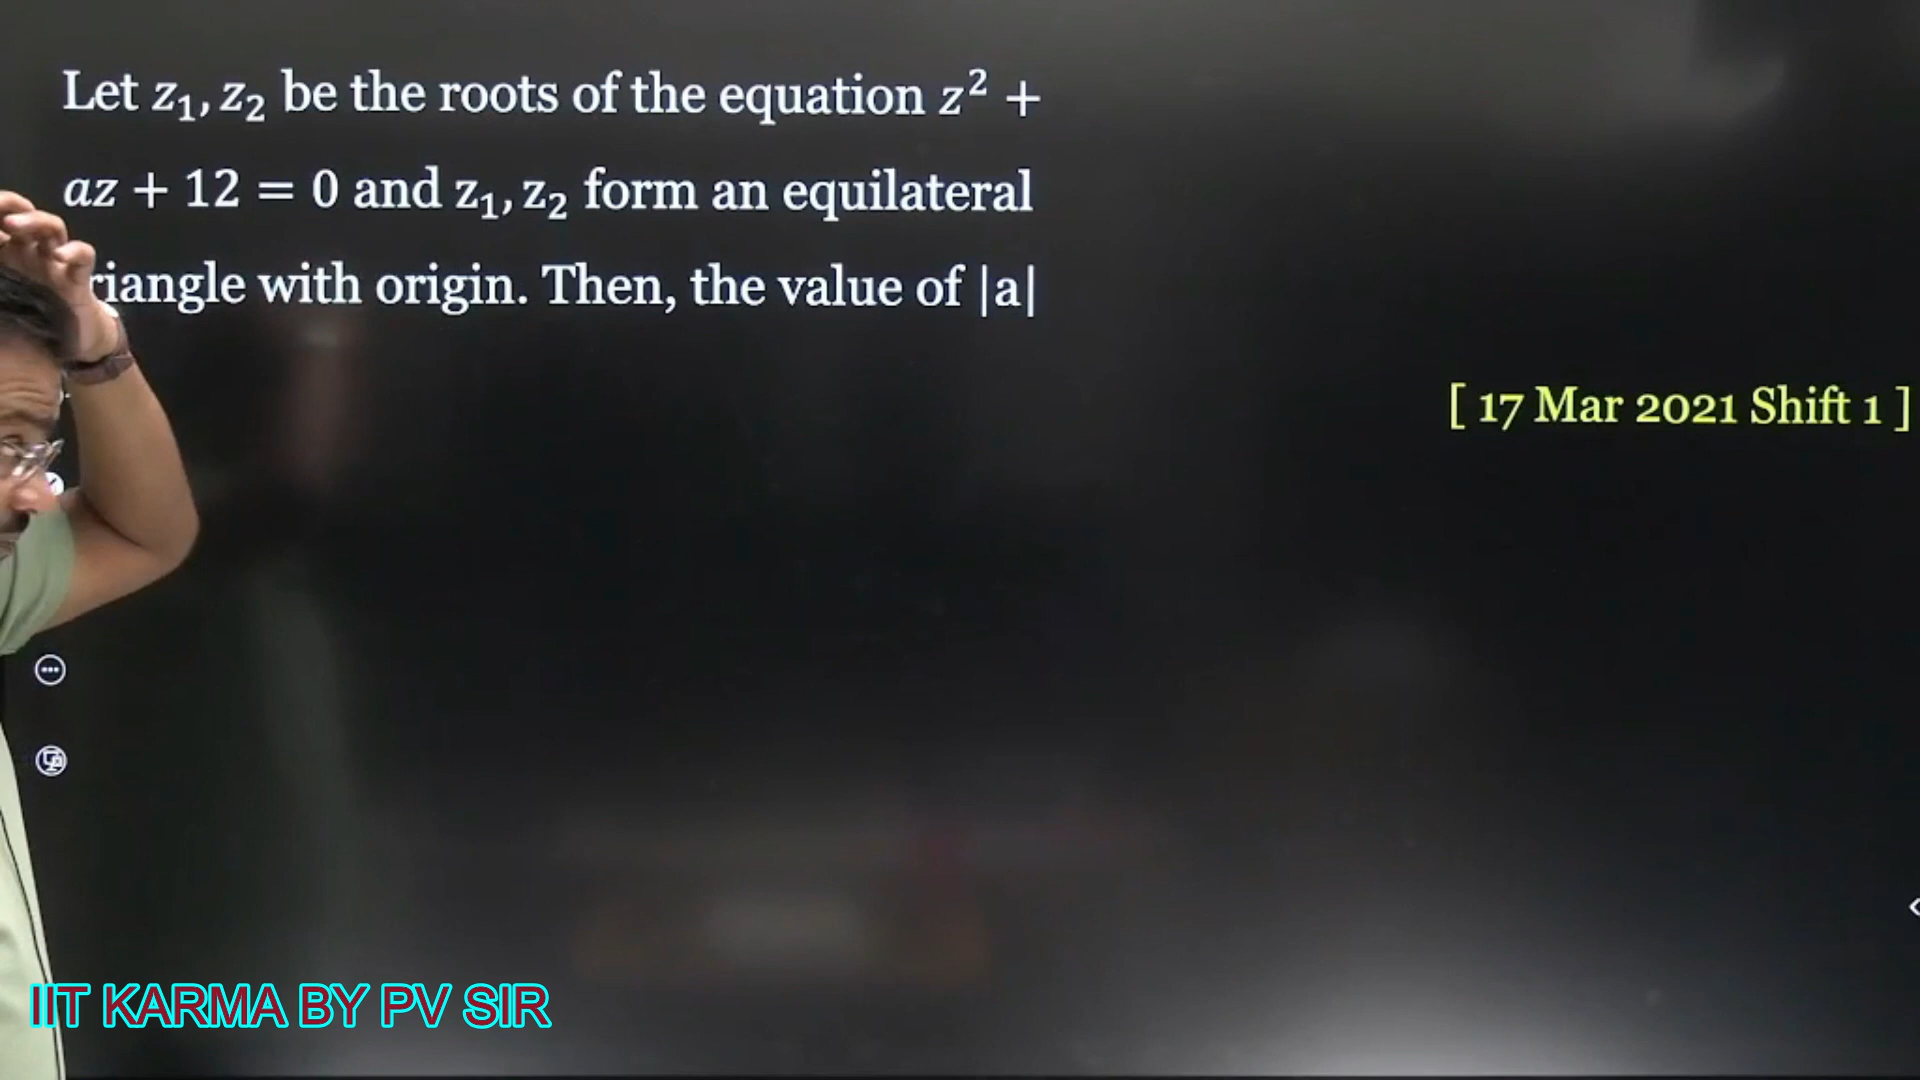 Let z₁, z₂ be the roots of the equation z² +
az + 12 = 0 and z₁, z₂ form an equilateral
riangle with origin. Then, the value of |a|
[ 17 Mar 2021 Shift 1 ]
IIT KARMA BY PV SIR